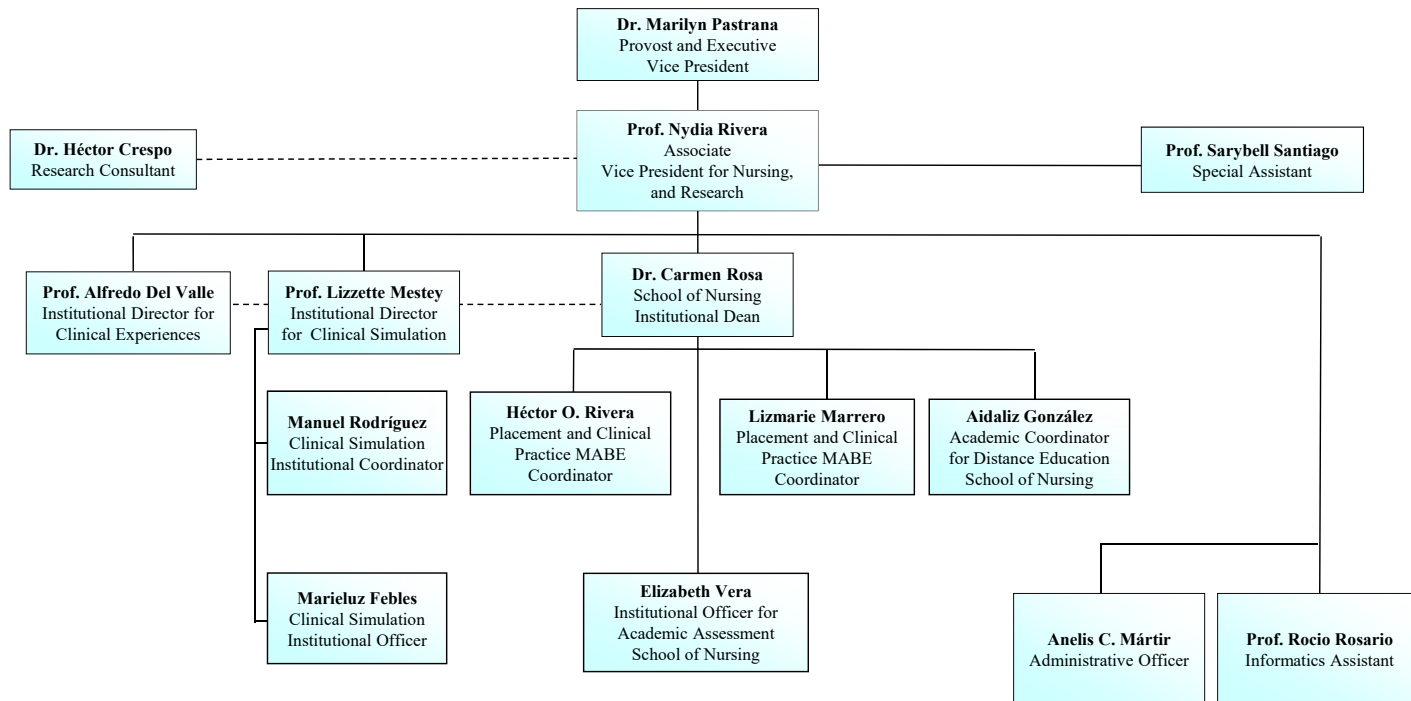 Dr. Marilyn Pastrana
Provost and Executive
Vice President
Prof. Nydia Rivera
Associate
Vice President for Nursing,
and Research
Dr. Héctor Crespo
Research Consultant
Prof. Sarybell Santiago
Special Assistant
Prof. Alfredo Del Valle
Institutional Director for
Clinical Experiences
Prof. Lizzette Mestey
Institutional Director
for Clinical Simulation
Dr. Carmen Rosa
School of Nursing
Institutional Dean
Manuel Rodríguez
Clinical Simulation
Institutional Coordinator
Héctor O. Rivera
Placement and Clinical
Practice MABE
Coordinator
Lizmarie Marrero
Placement and Clinical
Practice MABE
Coordinator
Aidaliz González
Academic Coordinator
for Distance Education
School of Nursing
Marieluz Febles
Clinical Simulation
Institutional Officer
Elizabeth Vera
Institutional Officer for
Academic Assessment
School of Nursing
Anelis C. Mártir
Administrative Officer
Prof. Rocio Rosario
Informatics Assistant